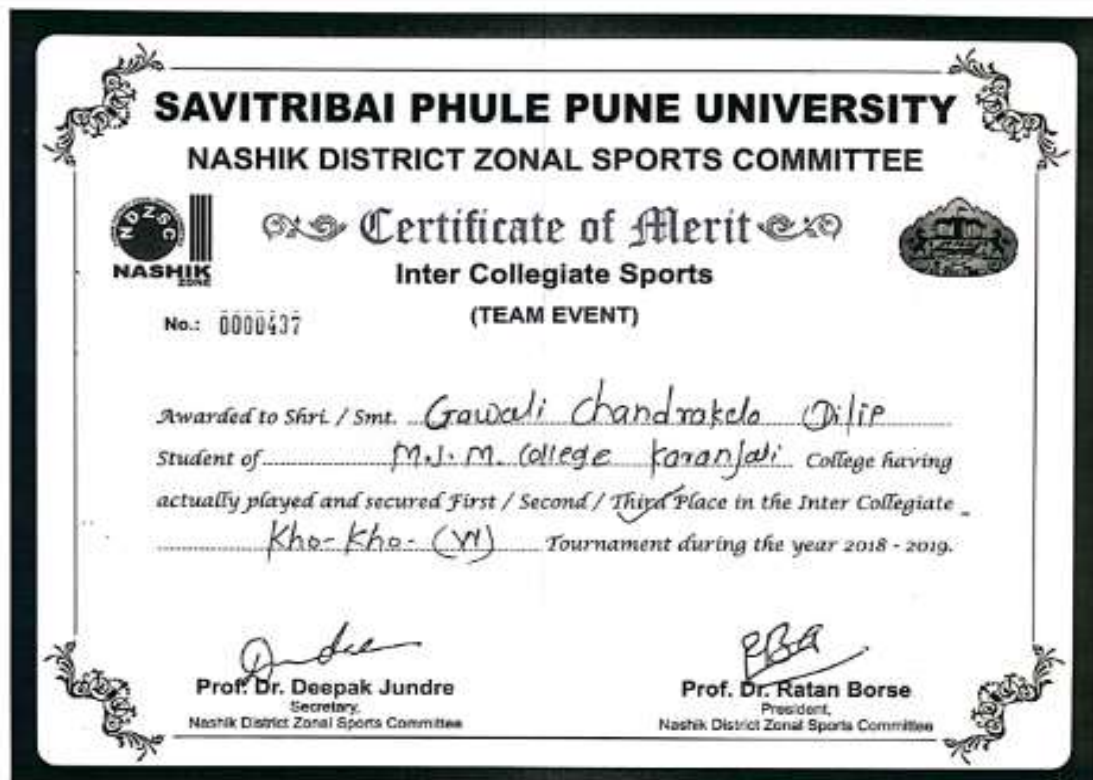 SAVITRIBAI PHULE PUNE UNIVERSITY
NASHIK DISTRICT ZONAL SPORTS COMMITTEE
NDZSC
NASHIK
ZONE
Certificate of Merit
Inter Collegiate Sports
(TEAM EVENT)
No.: 0000437
Awarded to Shri. / Smt. Gawali Chandrakala Dilip
Student of M.J.M. College Karanjali College having
actually played and secured First / Second / Third Place in the Inter Collegiate
Kho-Kho- (W) Tournament during the year 2018 - 2019.
Prof. Dr. Deepak Jundre
Secretary,
Nashik District Zonal Sports Committee
Prof. Dr. Ratan Borse
President,
Nashik District Zonal Sports Committee